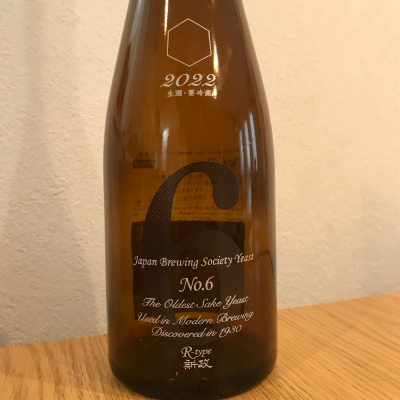 2022
生酒・要冷蔵
6
Japan Brewing Society Yeast
No.6
The Oldest Sake Yeast
Used in Modern Brewing
Discovered in 1930
R-type
新政